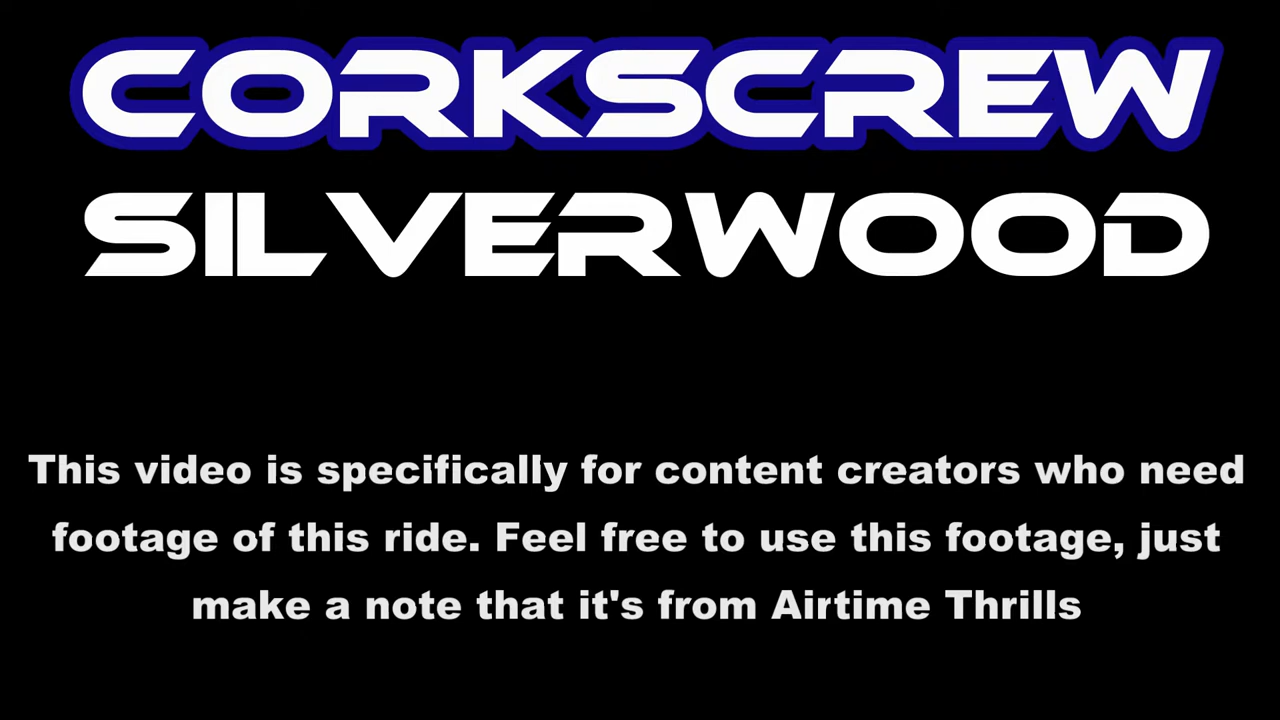 CORKSCREW
SILVERWOOD
This video is specifically for content creators who need
footage of this ride. Feel free to use this footage, just
make a note that it's from Airtime Thrills